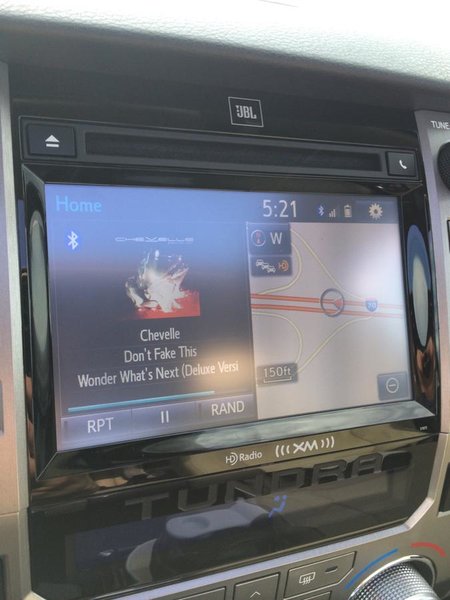 JBL
TUNE
Home
5:21
CHEVELLE
W
Chevelle
Don't Fake This
Wonder What's Next (Deluxe Versi
150ft
RPT
RAND
HD Radio
(((XM)))
TUNDRA